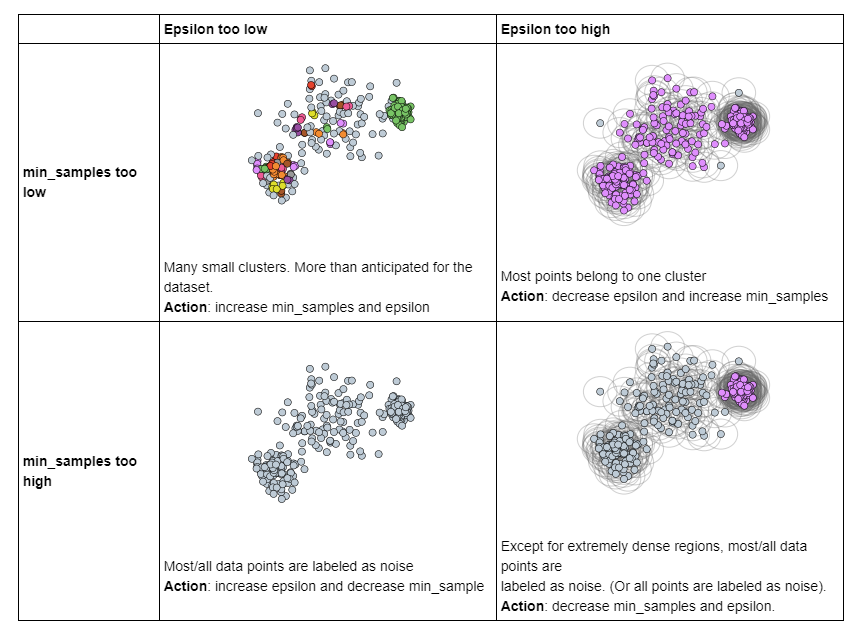 Epsilon too low
Epsilon too high
min_samples too
low
Many small clusters. More than anticipated for the
dataset.
Action: increase min_samples and epsilon
Most points belong to one cluster
Action: decrease epsilon and increase min_samples
min_samples too
high
Most/all data points are labeled as noise
Action: increase epsilon and decrease min_sample
Except for extremely dense regions, most/all data
points are
labeled as noise. (Or all points are labeled as noise).
Action: decrease min_samples and epsilon.